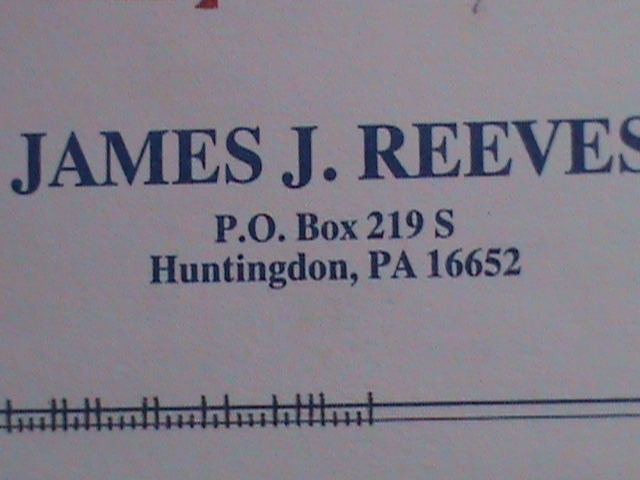 JAMES J. REEVES
P.O. Box 219 S
Huntingdon, PA 16652